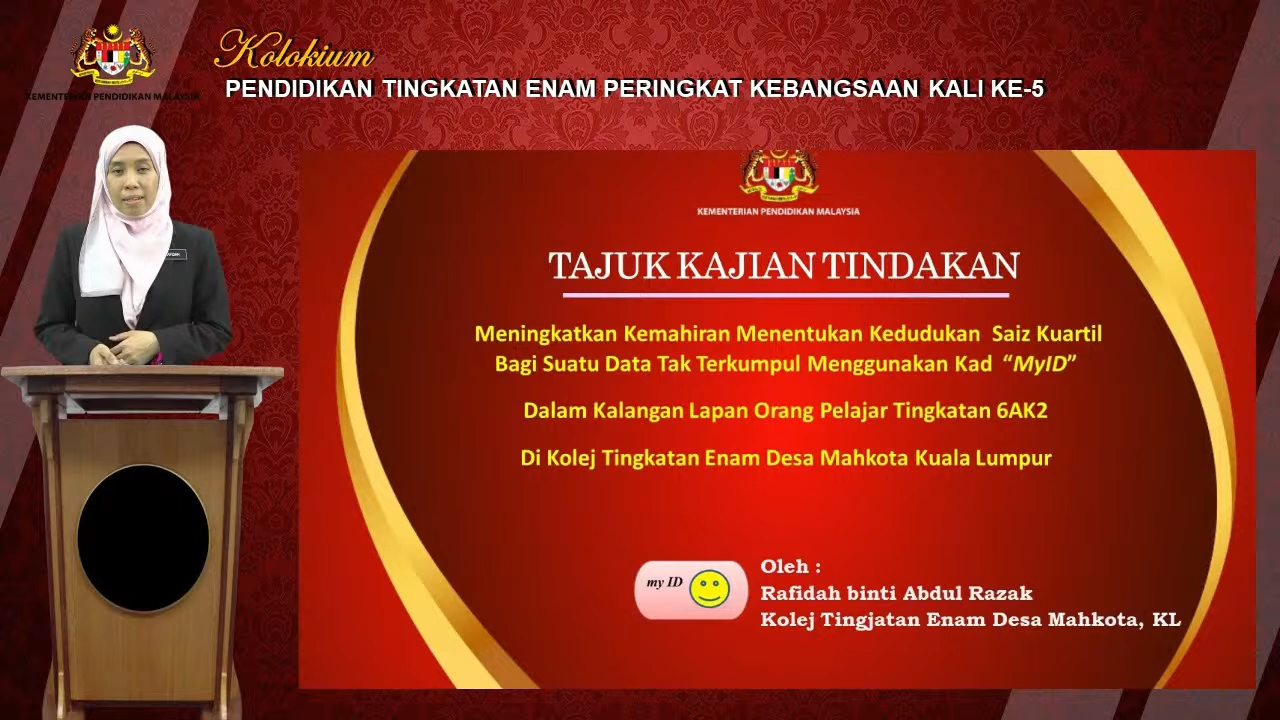 Kolokium
PENDIDIKAN TINGKATAN ENAM PERINGKAT KEBANGSAAN KALI KE-5
KEMENTERIAN PENDIDIKAN MALAYSIA
KEMENTERIAN PENDIDIKAN MALAYSIA
TAJUK KAJIAN TINDAKAN
Meningkatkan Kemahiran Menentukan Kedudukan Saiz Kuartil
Bagi Suatu Data Tak Terkumpul Menggunakan Kad “MyID”
Dalam Kalangan Lapan Orang Pelajar Tingkatan 6AK2
Di Kolej Tingkatan Enam Desa Mahkota Kuala Lumpur
my ID
Oleh :
Rafidah binti Abdul Razak
Kolej Tingjatan Enam Desa Mahkota, KL